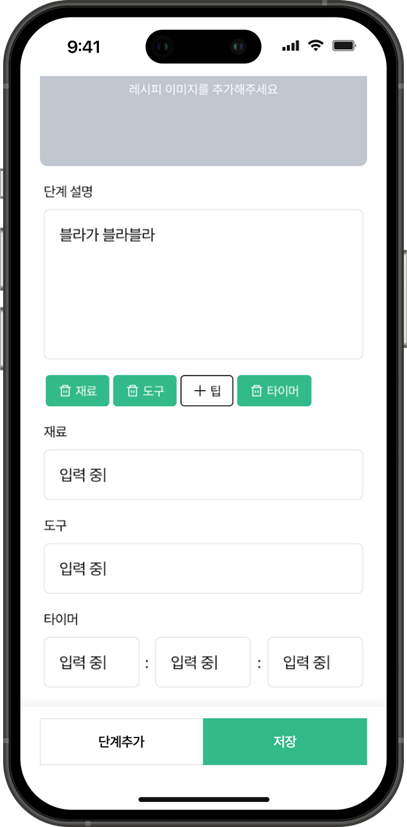 9:41
레시피 이미지를 추가해주세요
단계 설명
블라가 블라블라
재료 도구 + 팁 타이머
재료
입력 중|
도구
입력 중|
타이머
입력 중| : 입력 중| : 입력 중|
단계추가 저장